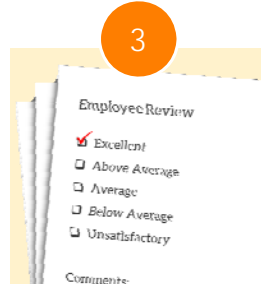 3
Employee Review
Excellent
Above Average
Average
Below Average
Unsatisfactory
Comments: